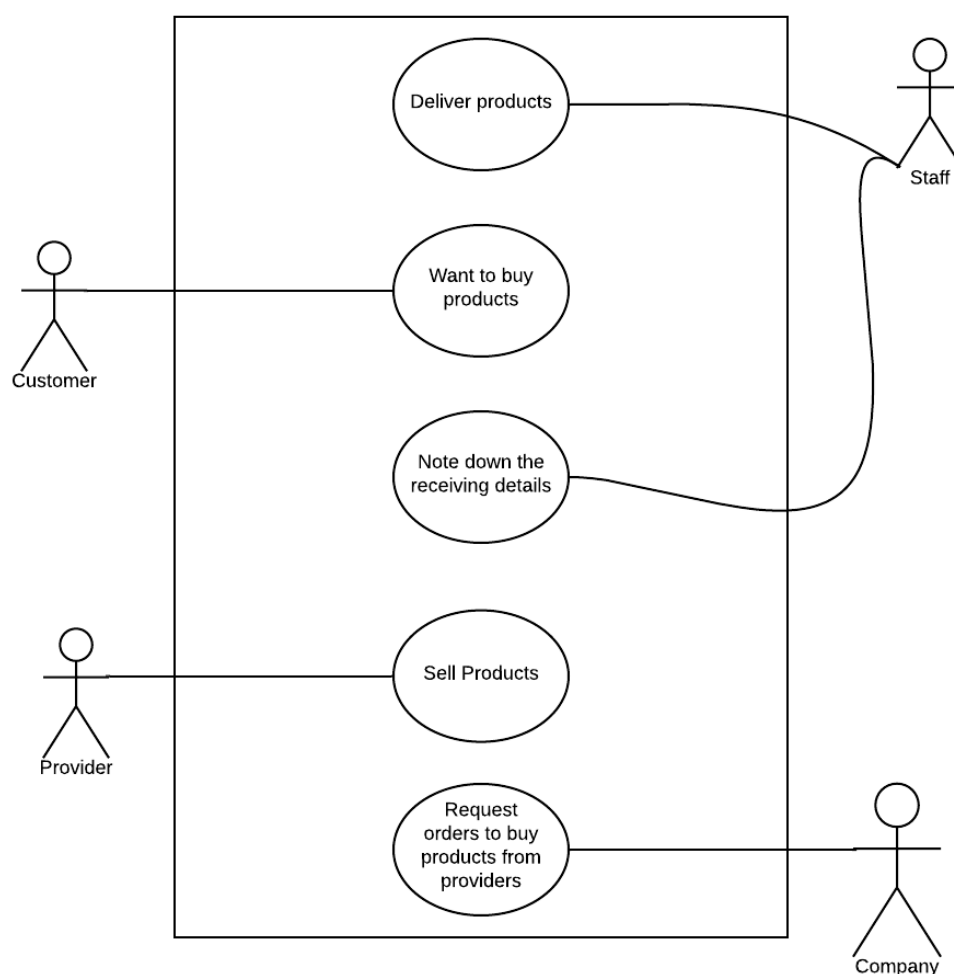 Deliver products
Staff
Want to buy
products
Customer
Note down the
receiving details
Sell Products
Provider
Request
orders to buy
products from
providers
Company